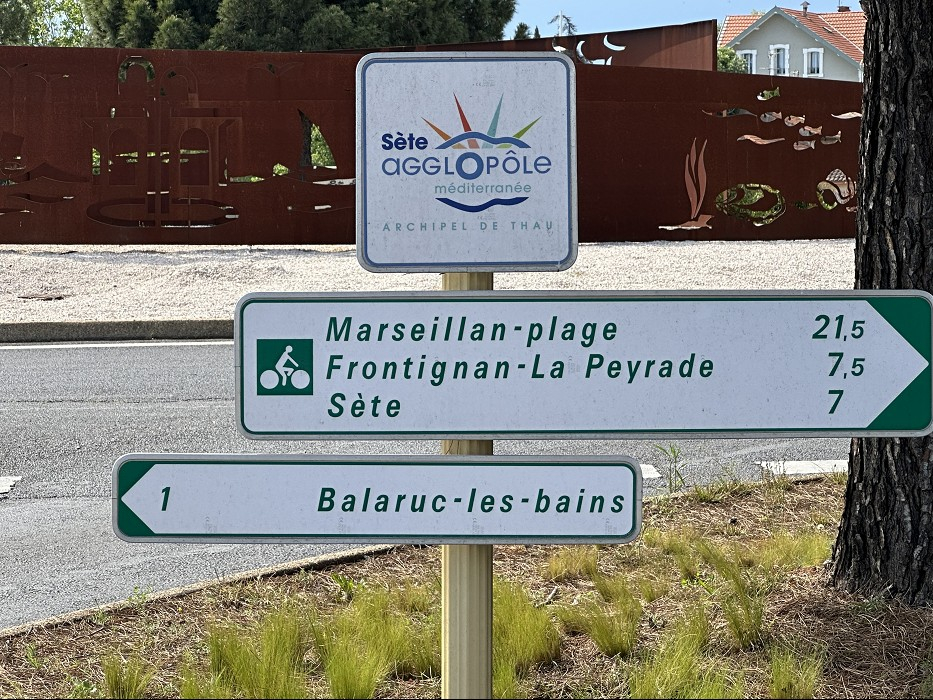 Sète
aggLOPôle
méditerranée
ARCHIPEL DE THAU
Marseillan-plage 21,5
Frontignan-La Peyrade 7,5
Sète 7
1 Balaruc-les-bains